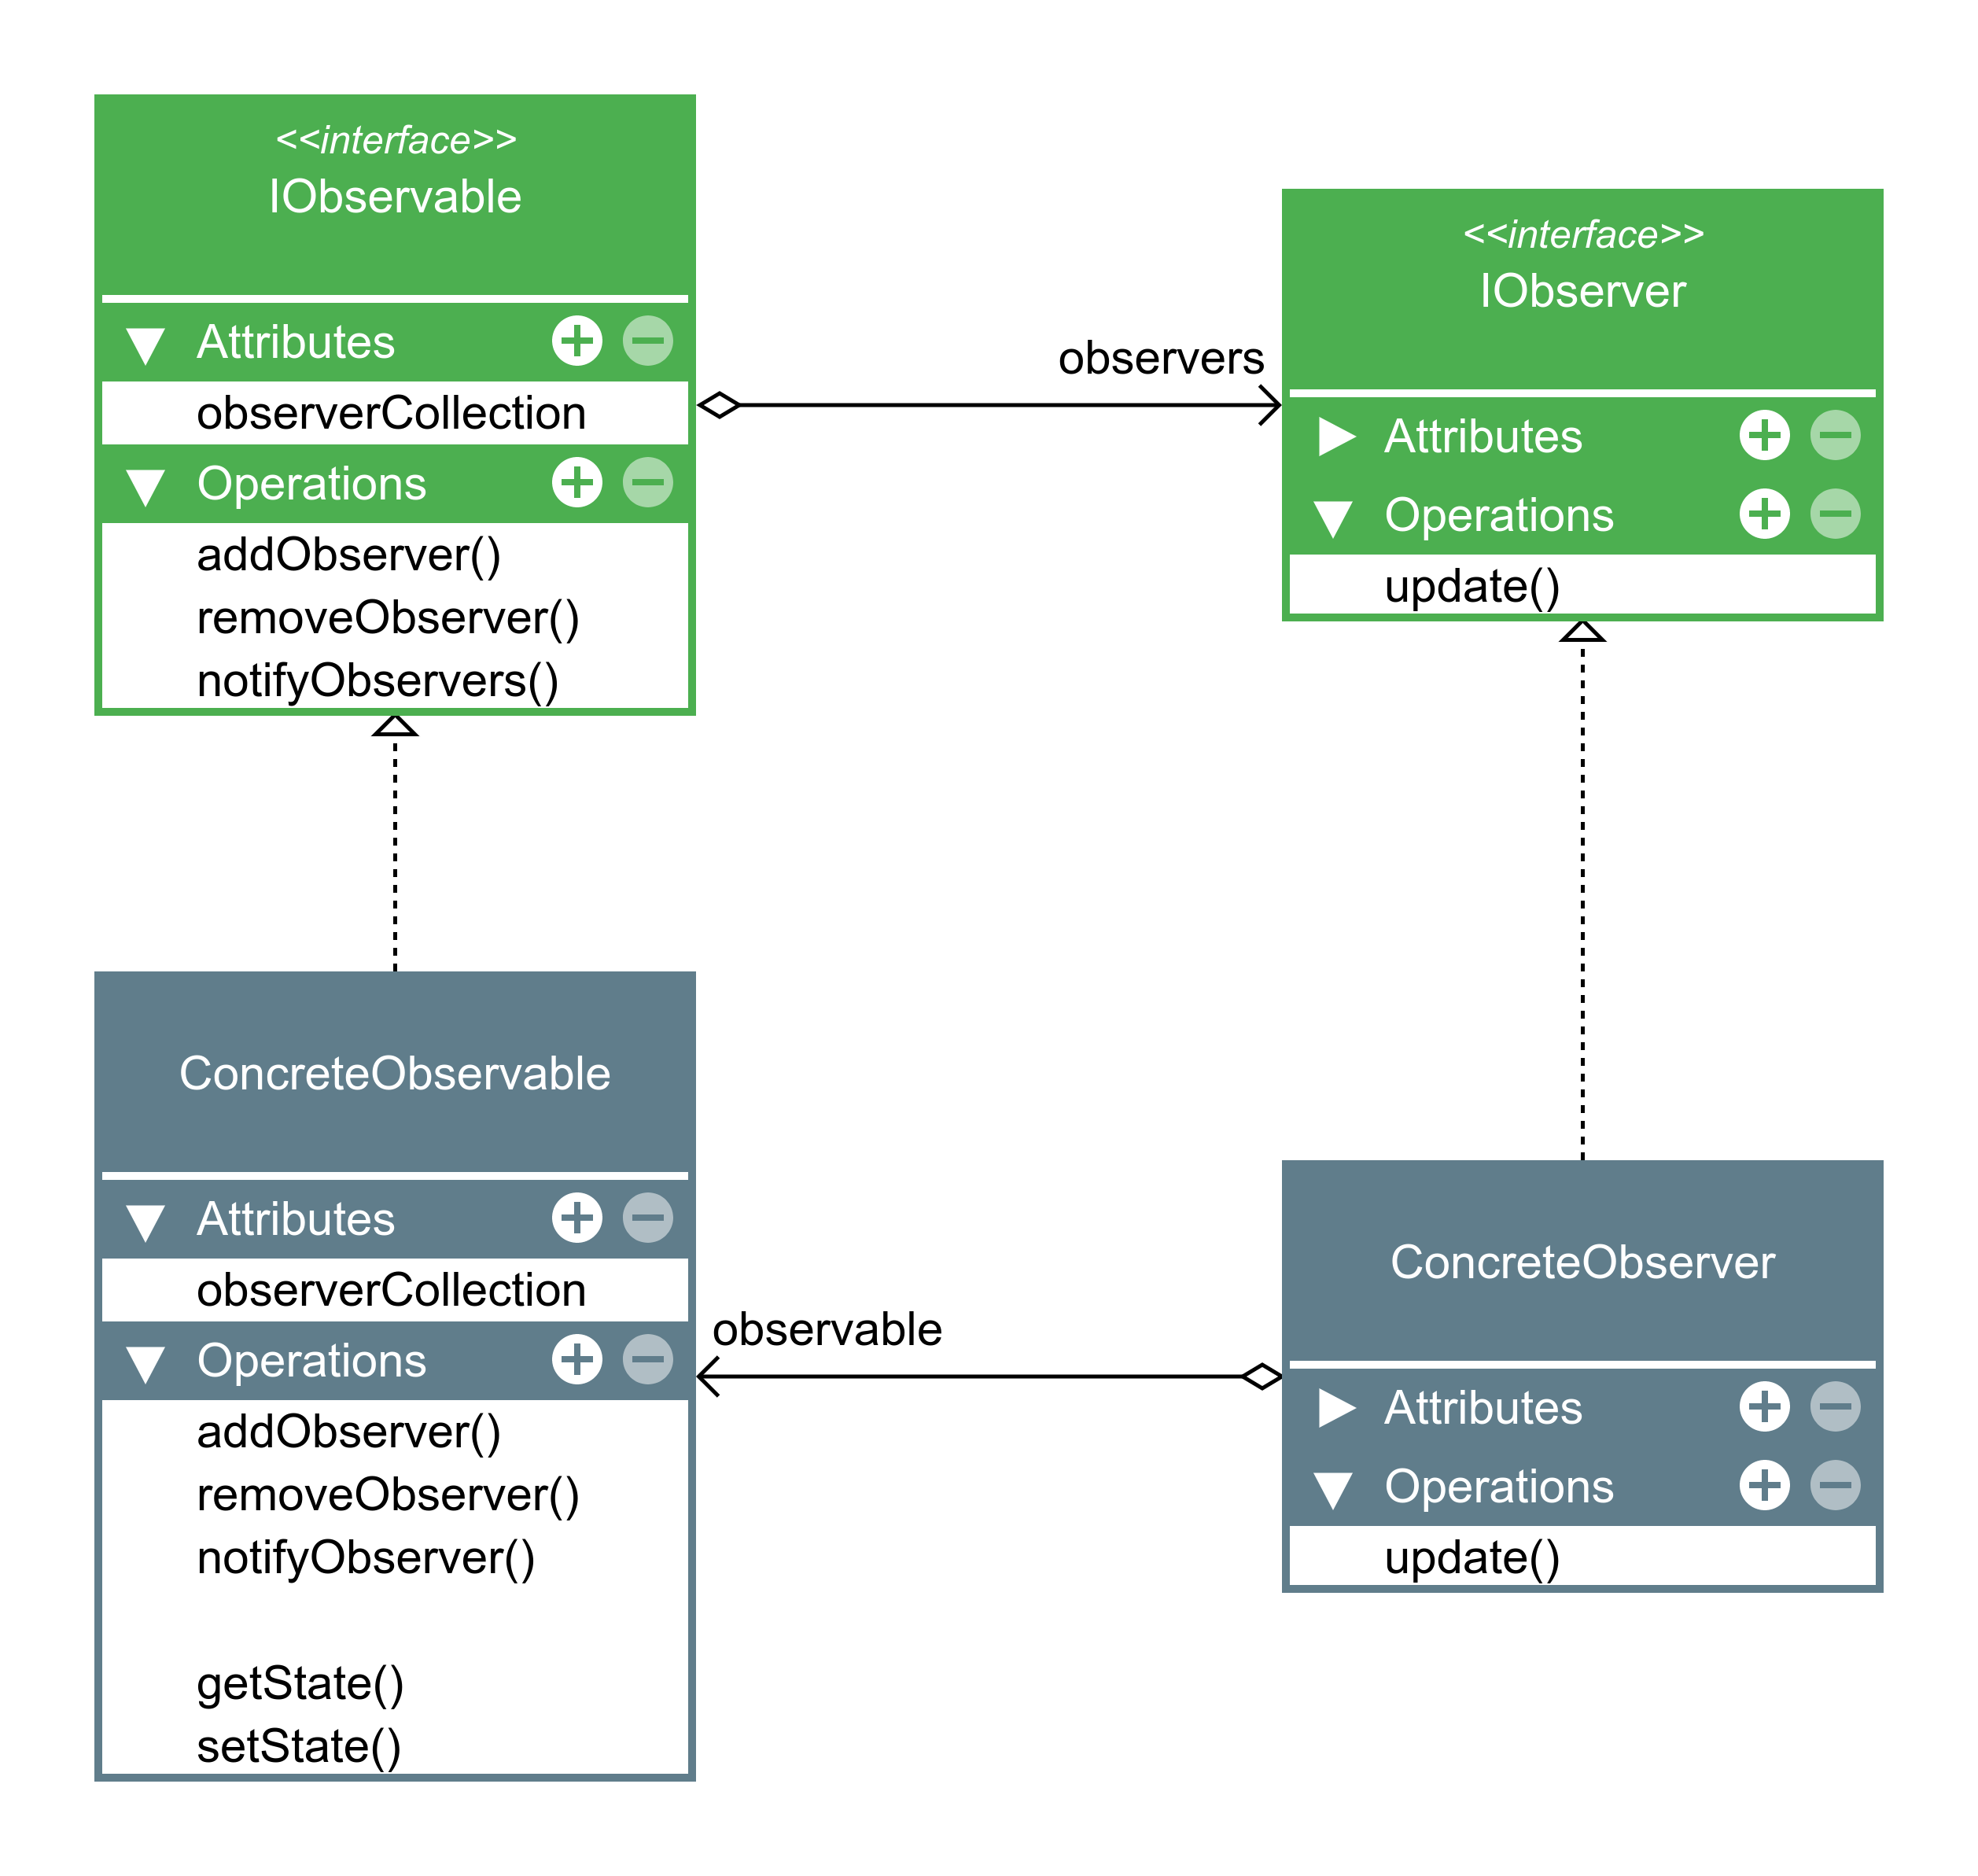 <<interface>>
IObservable
Attributes
observerCollection
Operations
addObserver()
removeObserver()
notifyObservers()
observers
<<interface>>
IObserver
Attributes
Operations
update()
ConcreteObservable
Attributes
observerCollection
Operations
addObserver()
removeObserver()
notifyObserver()
getState()
setState()
observable
ConcreteObserver
Attributes
Operations
update()